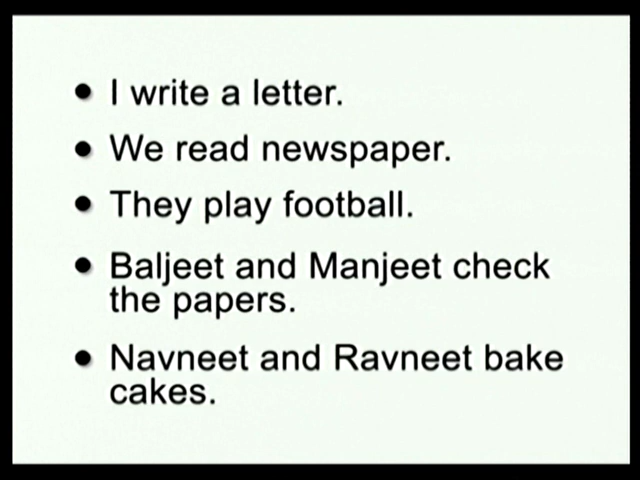 • I write a letter.
• We read newspaper.
• They play football.
• Baljeet and Manjeet check
the papers.
• Navneet and Ravneet bake
cakes.